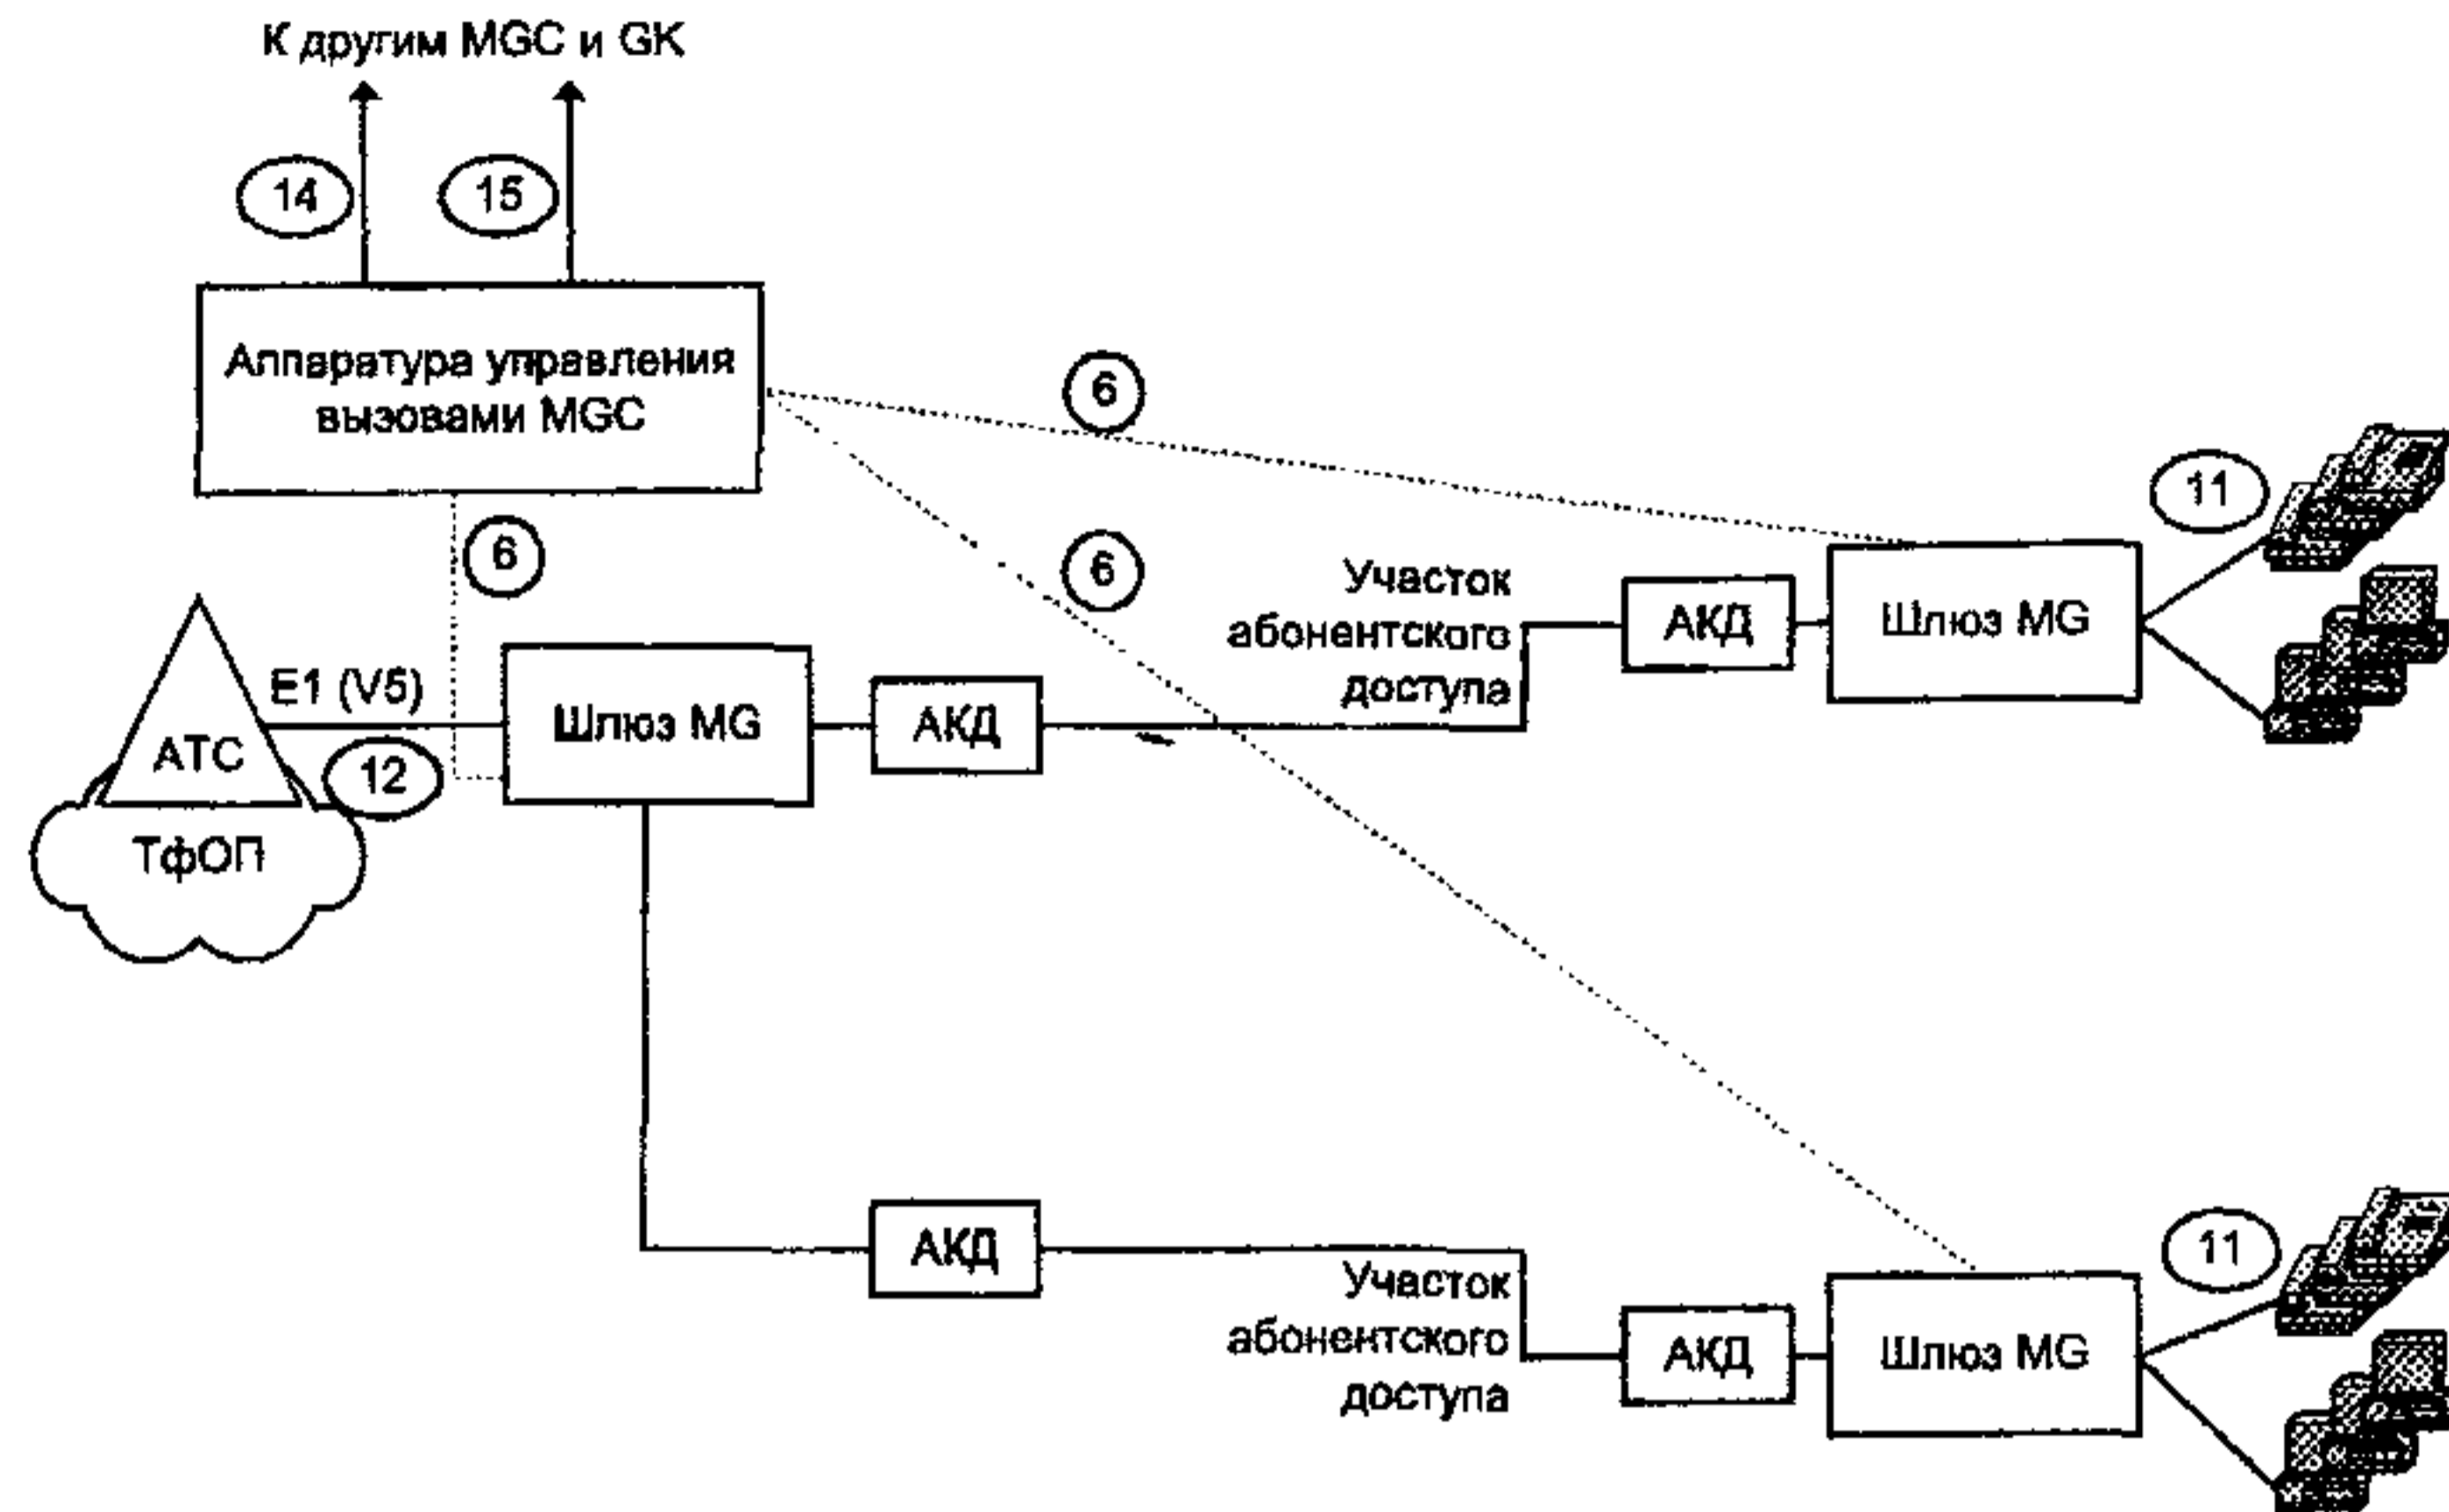 К другим MGC и GK
14
15
Аппаратура управления
вызовами MGC
6
6
6
11
Участок
абонентского
доступа
АКД
Шлюз MG
E1 (V5)
Шлюз MG
АКД
АТС
12
ТфОП
АКД
Участок
абонентского
доступа
АКД
Шлюз MG
11